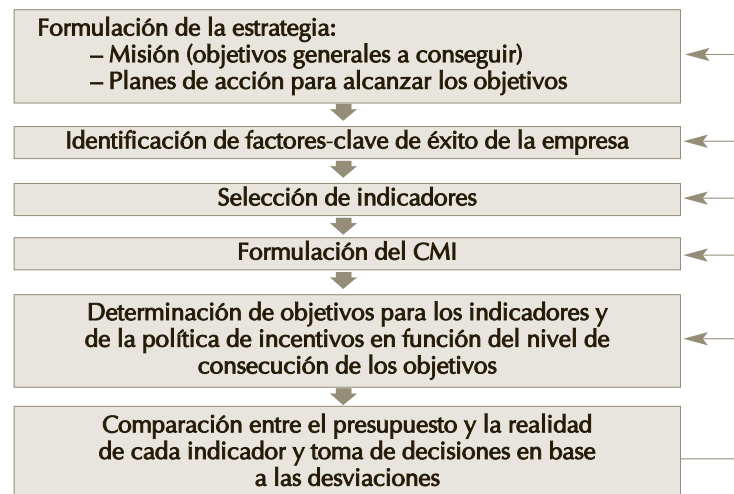 Formulación de la estrategia:
– Misión (objetivos generales a conseguir)
– Planes de acción para alcanzar los objetivos
Identificación de factores-clave de éxito de la empresa
Selección de indicadores
Formulación del CMI
Determinación de objetivos para los indicadores y
de la política de incentivos en función del nivel de
consecución de los objetivos
Comparación entre el presupuesto y la realidad
de cada indicador y toma de decisiones en base
a las desviaciones